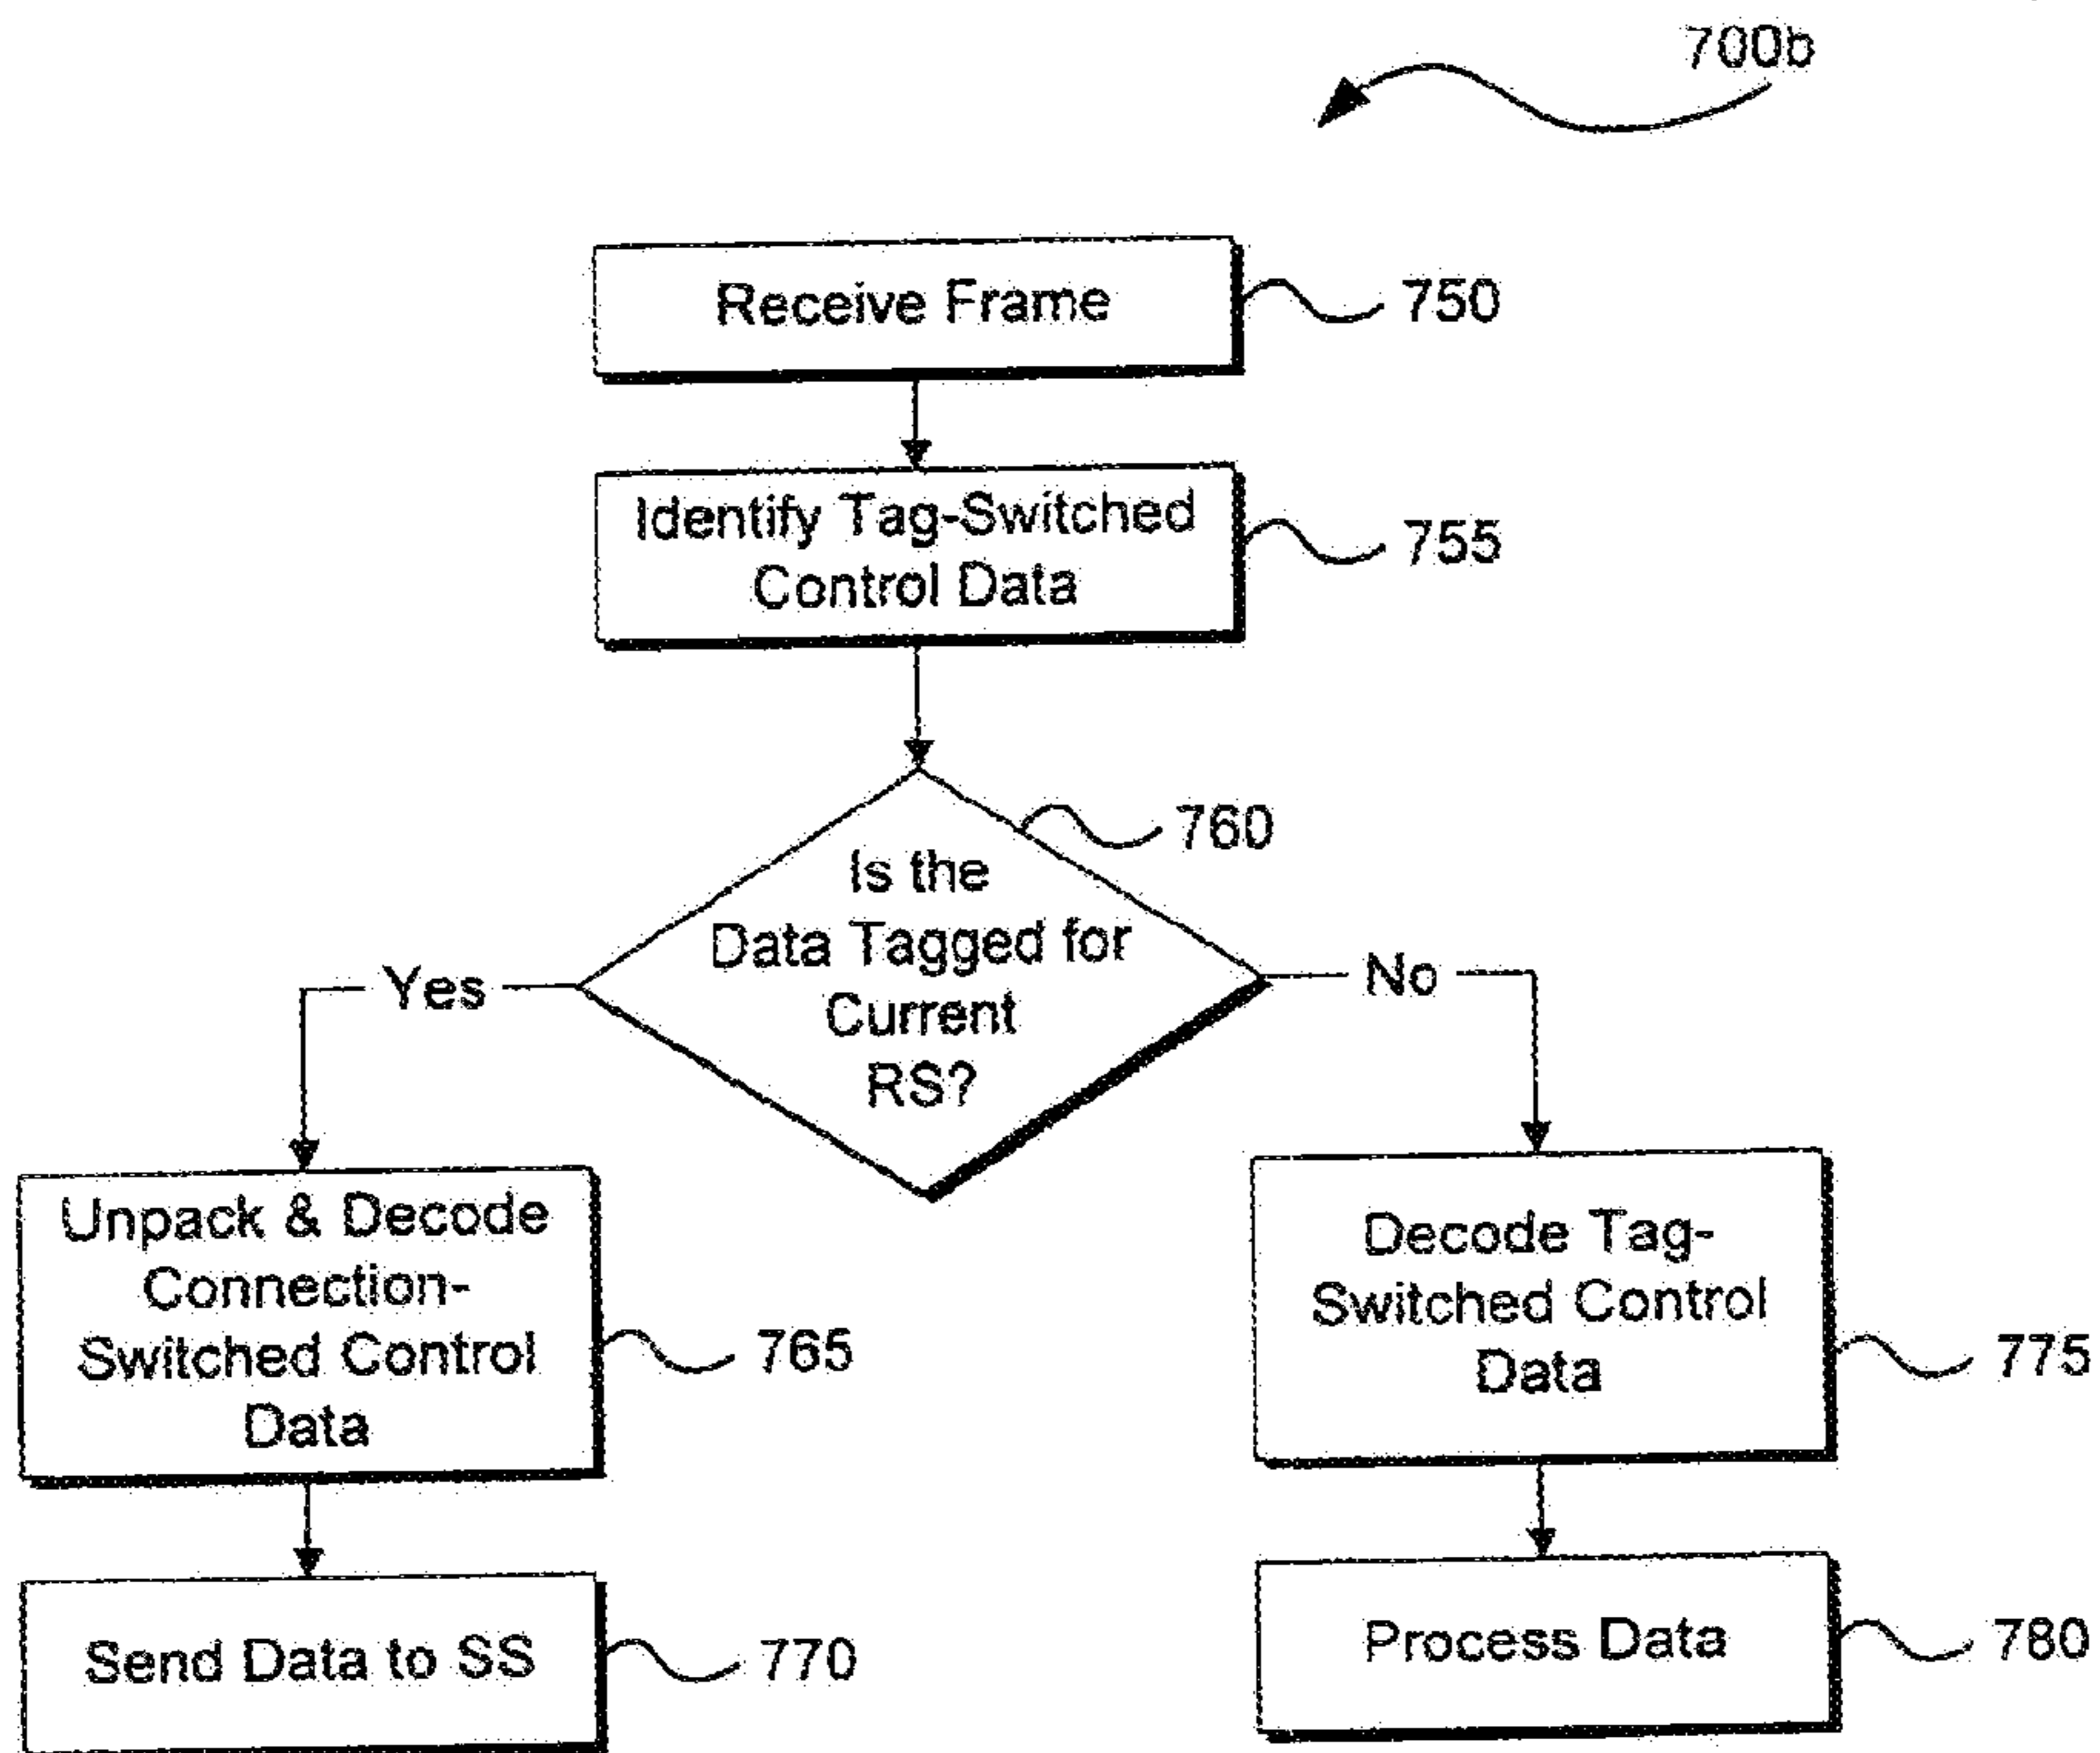 700b
Receive Frame
750
Identify Tag-Switched
Control Data
755
760
Is the
Data Tagged for
Current
RS?
Yes
No
Unpack & Decode
Connection-
Switched Control
Data
765
Decode Tag-
Switched Control
Data
775
Send Data to SS
770
Process Data
780